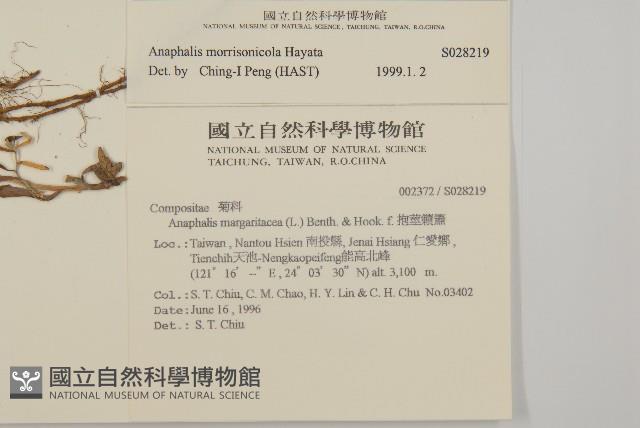 國立自然科學博物館
NATIONAL MUSEUM OF NATURAL SCIENCE, TAICHUNG, TAIWAN, R.O.CHINA
Anaphalis morrisonicola Hayata S028219
Det. by Ching-I Peng (HAST) 1999.1. 2
國立自然科學博物館
NATIONAL MUSEUM OF NATURAL SCIENCE
TAICHUNG, TAIWAN, R.O.CHINA
002372 / S028219
Compositae 菊科
Anaphalis margaritacea (L.) Benth. & Hook. f. 抱莖籟簫
Loc.: Taiwan , Nantou Hsien 南投縣, Jenai Hsiang 仁愛鄉 ,
Tienchih天池-Nengkaopeifeng能高北峰
(121° 16′ --″ E , 24° 03′ 30″ N) alt. 3,100 m.
Col.: S. T. Chiu, C. M. Chao, H. Y. Lin & C. H. Chu No.03402
Date: June 16 , 1996
Det.: S. T. Chiu
國立自然科學博物館
NATIONAL MUSEUM OF NATURAL SCIENCE